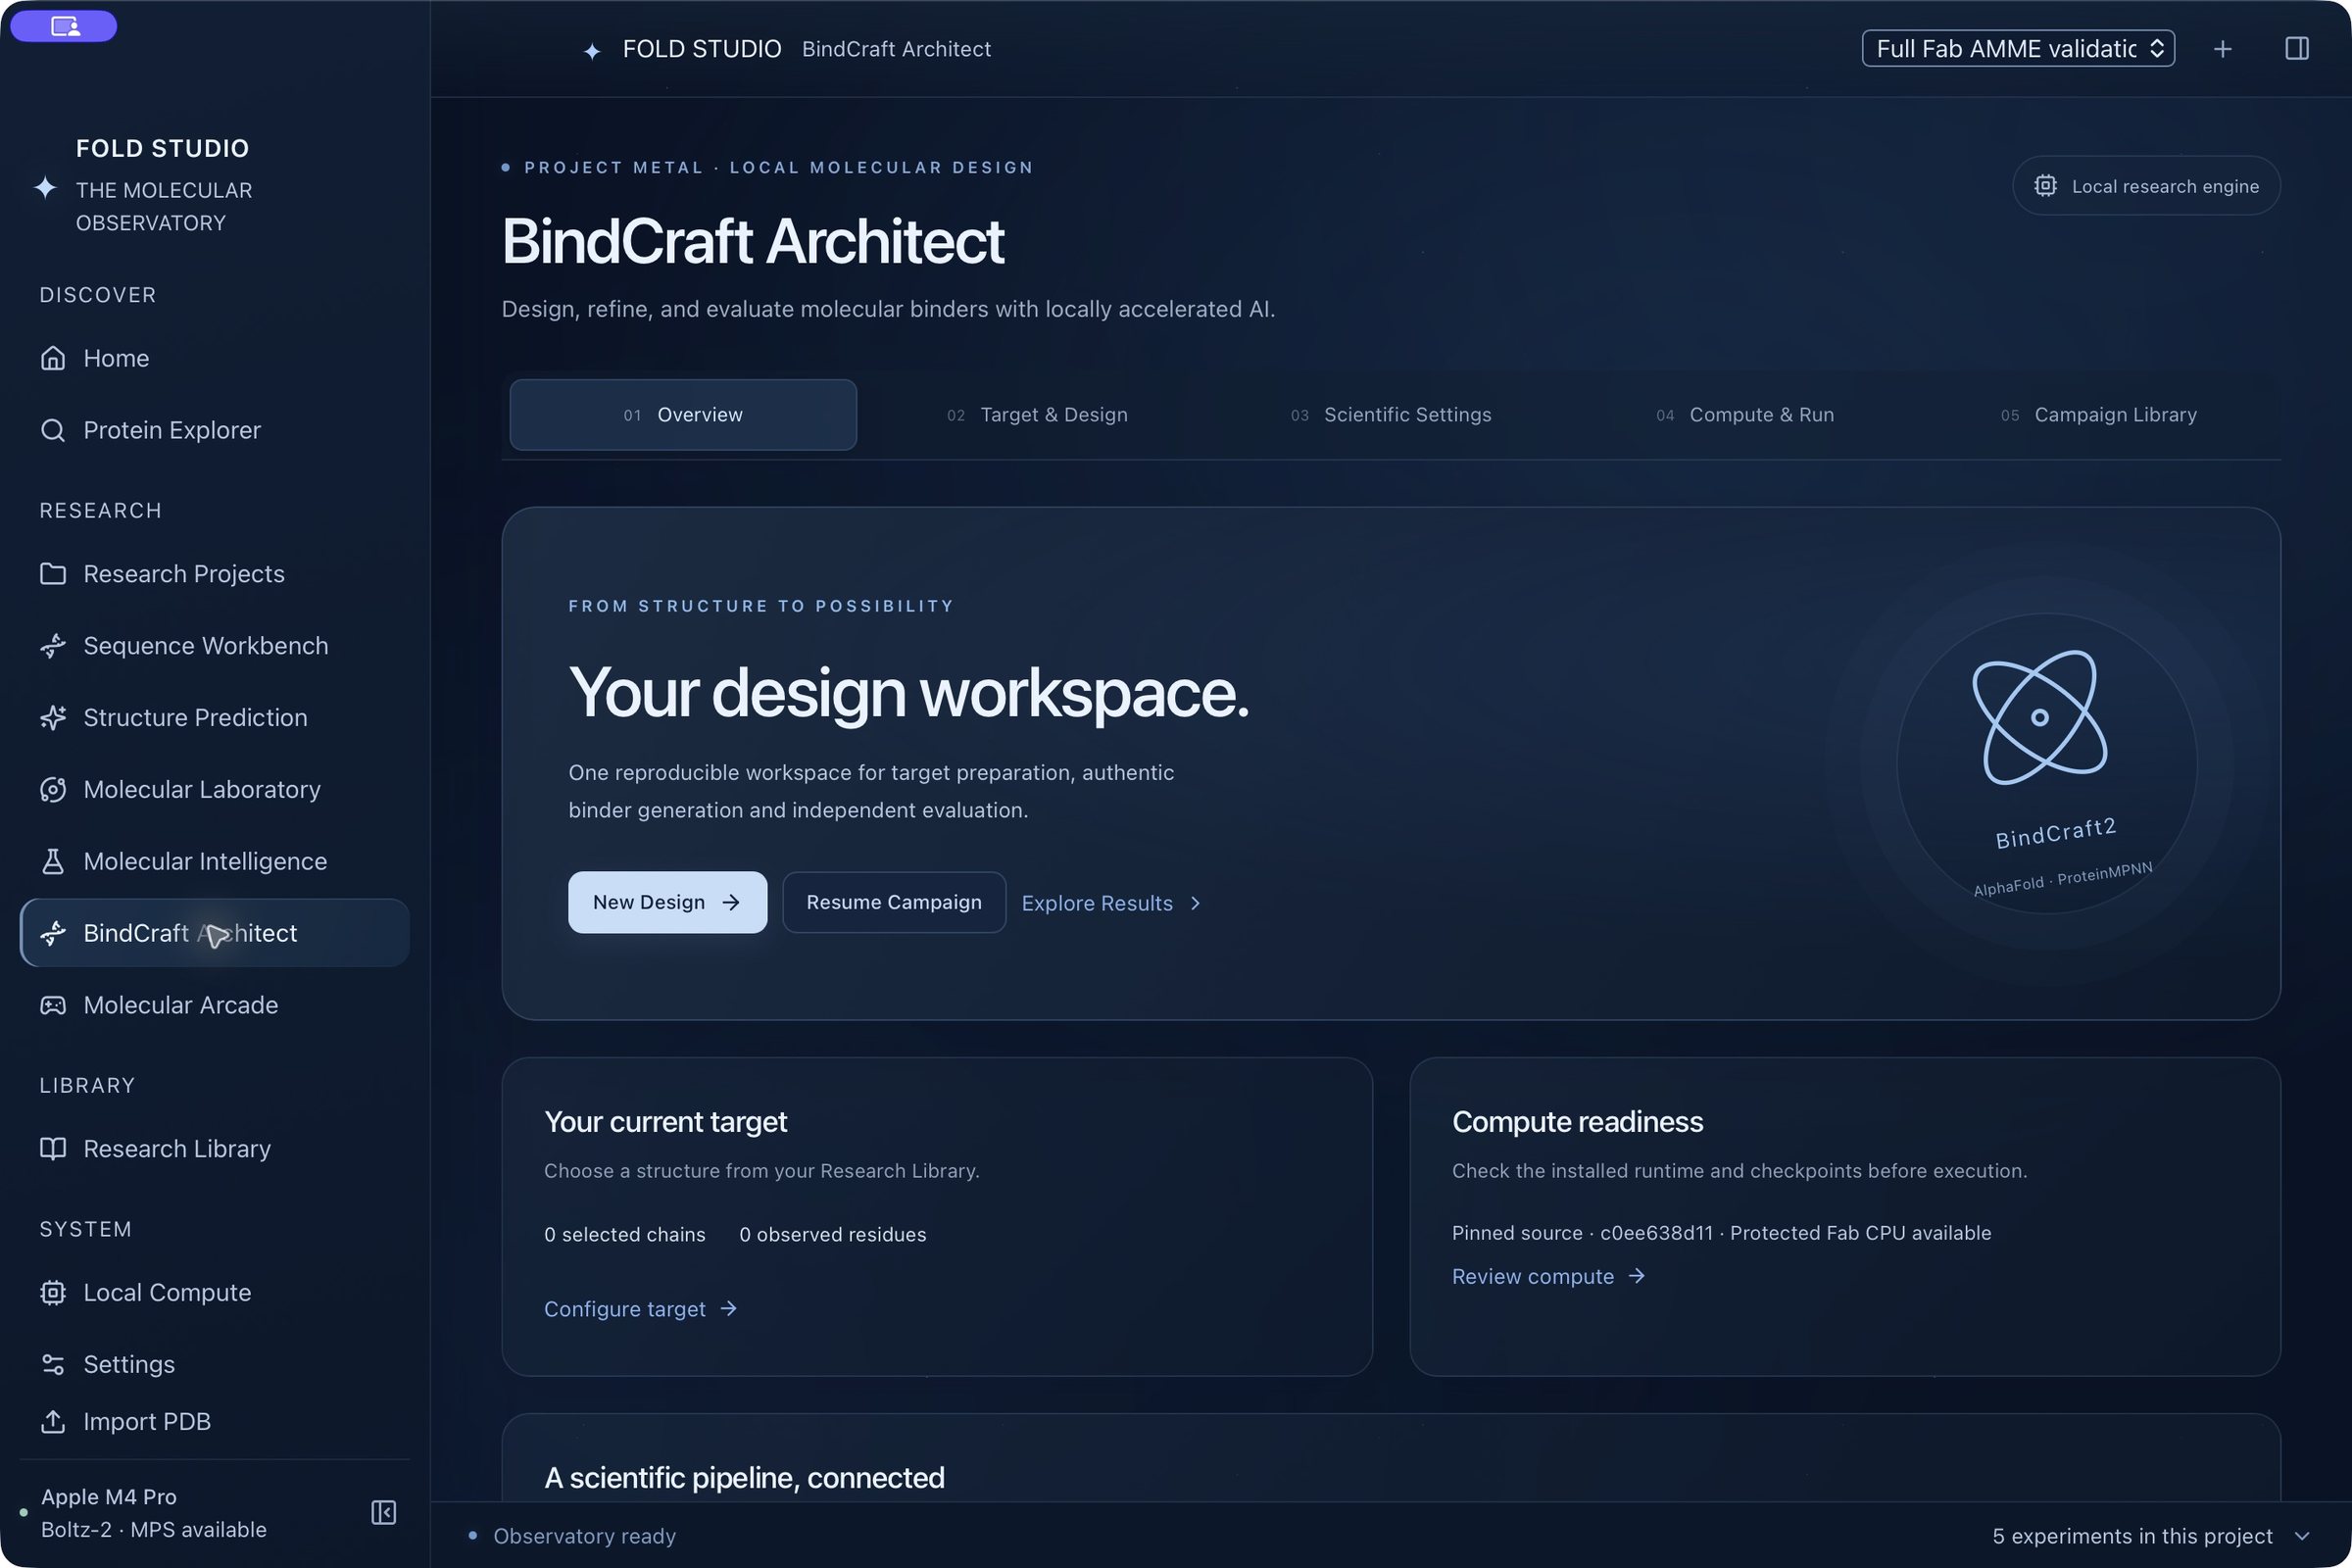 FOLD STUDIO
THE MOLECULAR
OBSERVATORY
DISCOVER
Home
Protein Explorer
RESEARCH
Research Projects
Sequence Workbench
Structure Prediction
Molecular Laboratory
Molecular Intelligence
BindCraft Architect
Molecular Arcade
LIBRARY
Research Library
SYSTEM
Local Compute
Settings
Import PDB
Apple M4 Pro
Boltz-2 · MPS available
FOLD STUDIO BindCraft Architect
Full Fab AMME validatic
PROJECT METAL · LOCAL MOLECULAR DESIGN
Local research engine
BindCraft Architect
Design, refine, and evaluate molecular binders with locally accelerated AI.
01 Overview
02 Target & Design
03 Scientific Settings
04 Compute & Run
05 Campaign Library
FROM STRUCTURE TO POSSIBILITY
Your design workspace.
One reproducible workspace for target preparation, authentic
binder generation and independent evaluation.
New Design
Resume Campaign
Explore Results
BindCraft2
AlphaFold · ProteinMPNN
Your current target
Choose a structure from your Research Library.
0 selected chains 0 observed residues
Configure target
Compute readiness
Check the installed runtime and checkpoints before execution.
Pinned source · c0ee638d11 · Protected Fab CPU available
Review compute
A scientific pipeline, connected
Observatory ready
5 experiments in this project